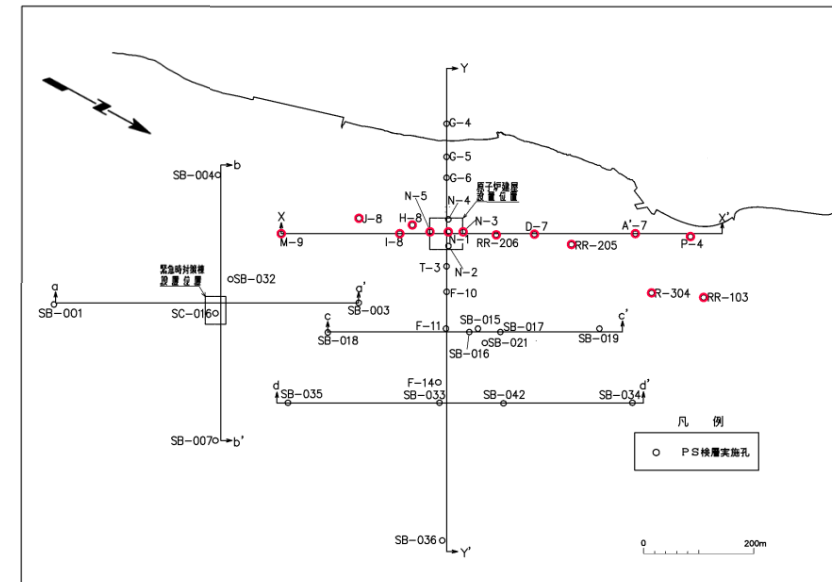 Y
G-4
G-5
b
SB-004
G-6
N-4
原子炉建屋
設置位置
N-5
X
J-8
H-8
N-3
A'-7
X'
M-9
I-8
N-1
RR-206
D-7
RR-205
P-4
T-3
N-2
緊急時対策棟
設置位置
SB-032
a
a'
F-10
R-304
RR-103
SB-001
SC-016
SB-003
c
F-11
SB-015
SB-017
c'
SB-018
SB-016
SB-021
SB-019
F-14
d
d'
SB-035
SB-033
SB-042
SB-034
凡 例
SB-007
b'
PS検層実施孔
SB-036
Y'
0
200m